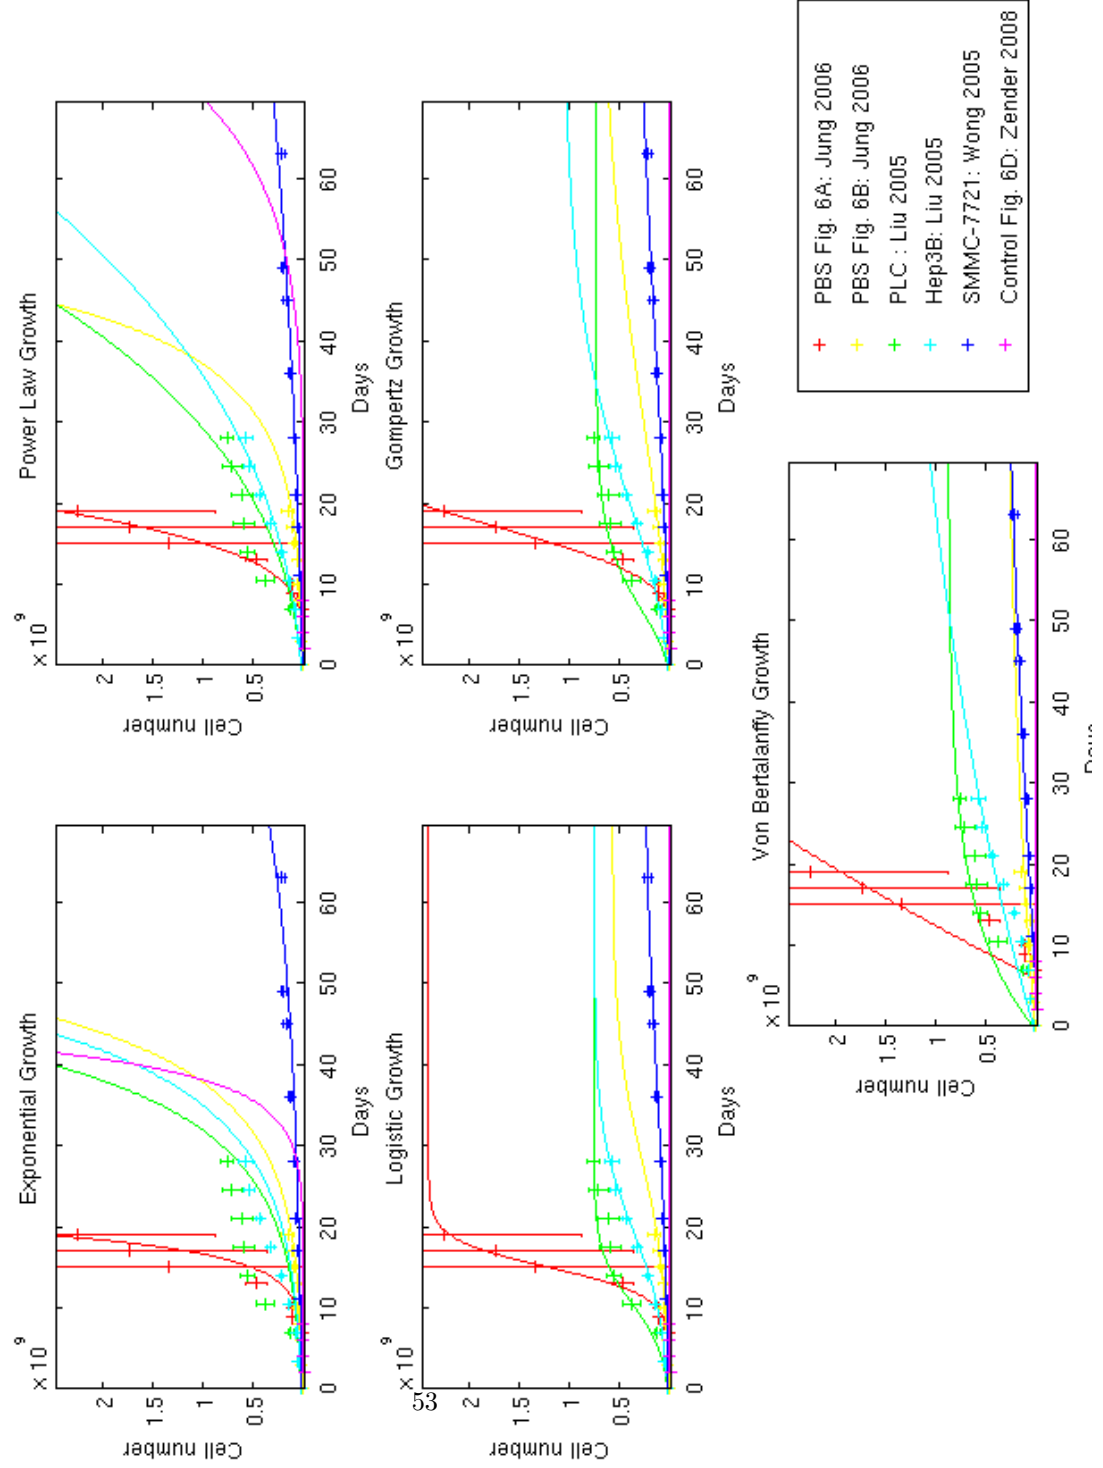 Exponential Growth
× 10 9
Cell number
2
1.5
1
0.5
0 10 20 30 40 50 60
Days
Power Law Growth
× 10 9
Cell number
2
1.5
1
0.5
0 10 20 30 40 50 60
Days
Logistic Growth
× 10 9
Cell number
2
1.5
1
0.5
0 10 20 30 40 50 60
Days
Gompertz Growth
× 10 9
Cell number
2
1.5
1
0.5
0 10 20 30 40 50 60
Days
Von Bertalanffy Growth
× 10 9
Cell number
2
1.5
1
0.5
0 10 20 30 40 50 60
Days
PBS Fig. 6A: Jung 2006
PBS Fig. 6B: Jung 2006
PLC : Liu 2005
Hep3B: Liu 2005
SMMC-7721: Wong 2005
Control Fig. 6D: Zender 2008
53